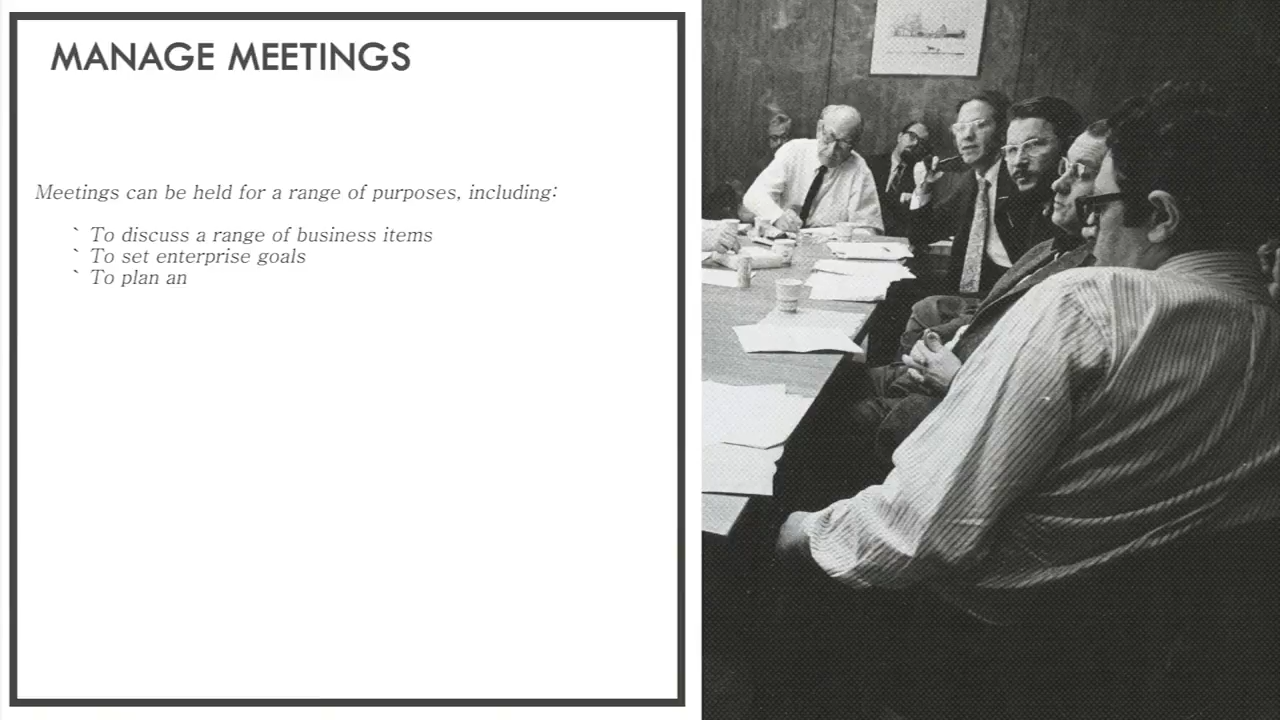 MANAGE MEETINGS
Meetings can be held for a range of purposes, including:
` To discuss a range of business items
` To set enterprise goals
` To plan an